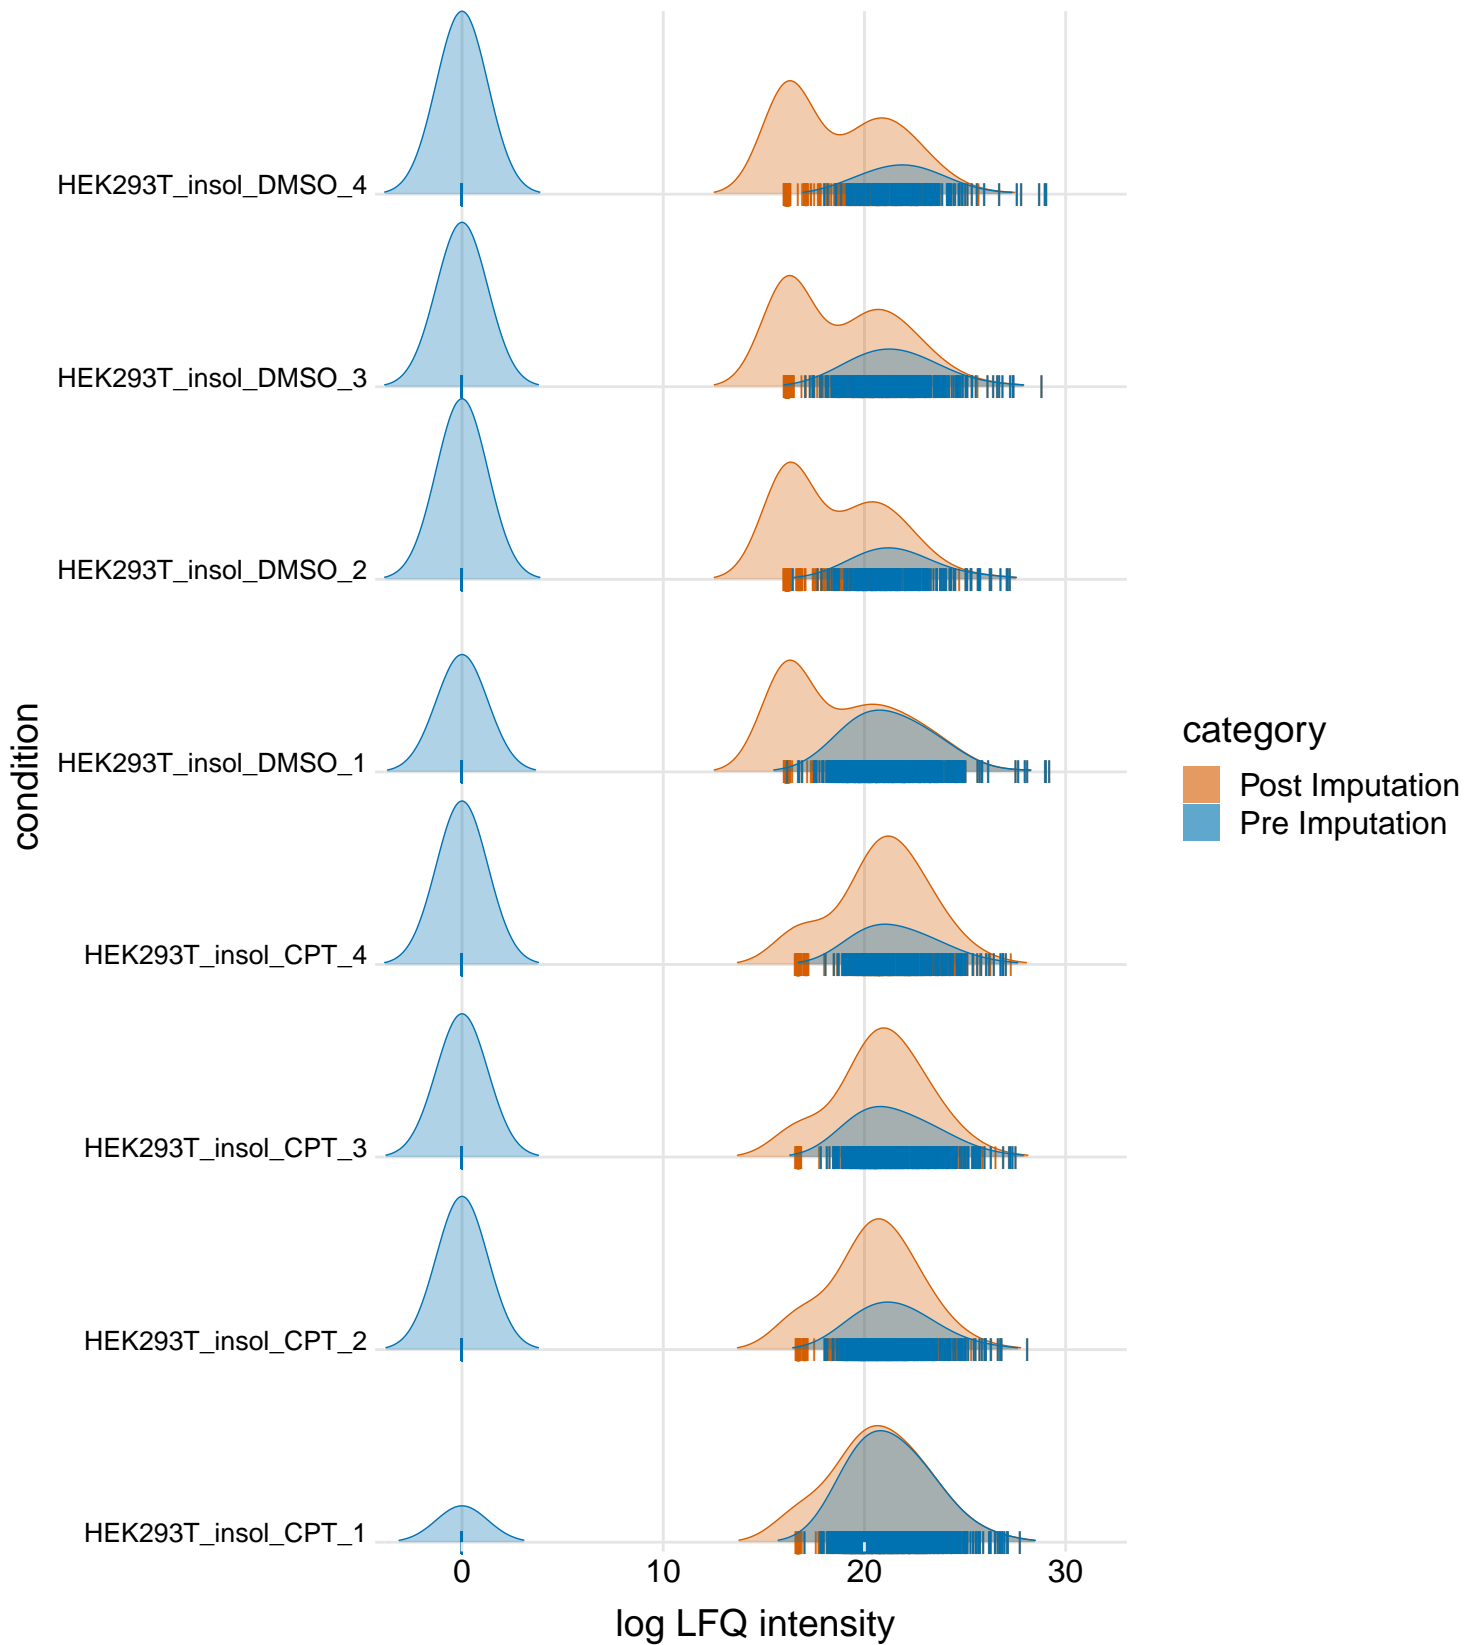 HEK293T_insol_DMSO_4
HEK293T_insol_DMSO_3
HEK293T_insol_DMSO_2
HEK293T_insol_DMSO_1
HEK293T_insol_CPT_4
HEK293T_insol_CPT_3
HEK293T_insol_CPT_2
HEK293T_insol_CPT_1
condition
0 10 20 30
log LFQ intensity
category
Post Imputation
Pre Imputation